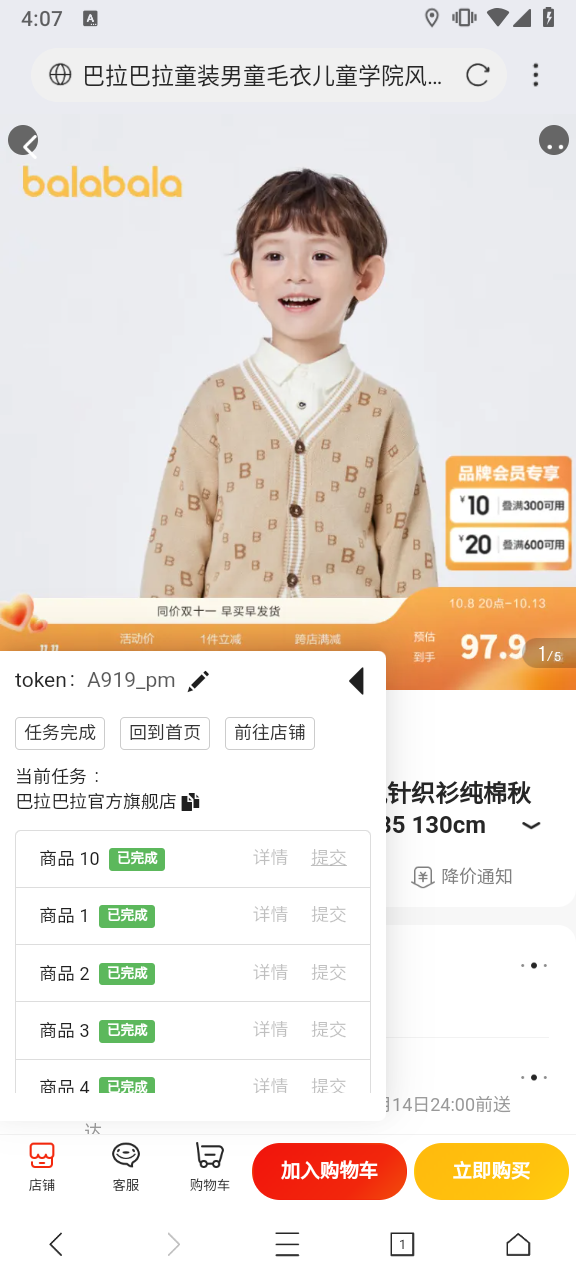 4:07
A
巴拉巴拉童装男童毛衣儿童学院风...
balabala
品牌会员专享
¥10 叠满300可用
¥20 叠满600可用
10.8 20点-10.13
同价双十一 早买早发货
活动价 1件立减 跨店满减
预估
到手
97.9
1/5
token: A919_pm
任务完成 回到首页 前往店铺
当前任务：
巴拉巴拉官方旗舰店
针织衫纯棉秋
35 130cm
商品 10 已完成 详情 提交
降价通知
商品 1 已完成 详情 提交
商品 2 已完成 详情 提交
商品 3 已完成 详情 提交
商品 4 已完成 详情 提交
月14日24:00前送
达
店铺 客服 购物车 加入购物车 立即购买
1